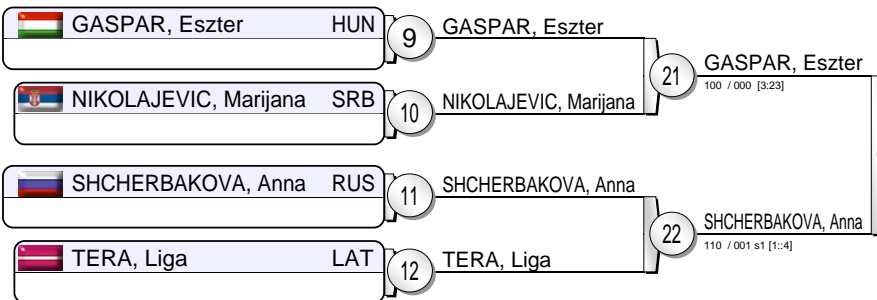 GASPAR, Eszter HUN 9 GASPAR, Eszter
21 GASPAR, Eszter
100 / 000 [3:23]
NIKOLAJEVIC, Marijana SRB 10 NIKOLAJEVIC, Marijana
SHCHERBAKOVA, Anna RUS 11 SHCHERBAKOVA, Anna
22 SHCHERBAKOVA, Anna
110 / 001 s1 [1::4]
TERA, Liga LAT 12 TERA, Liga